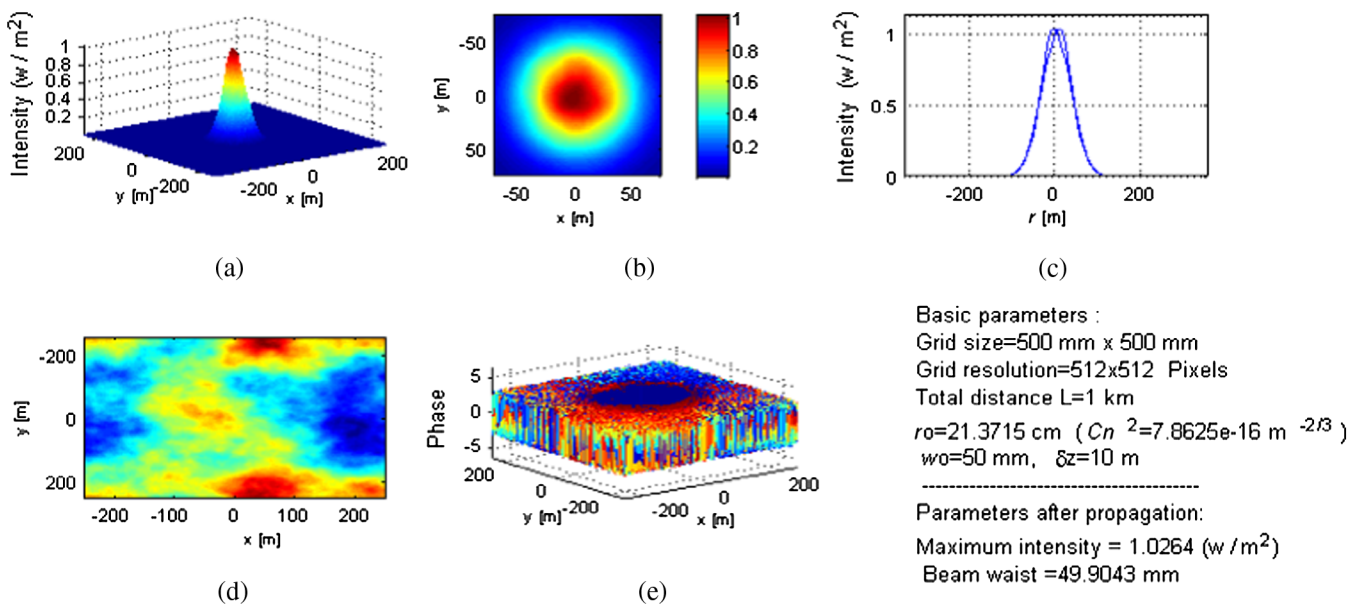 Intensity (w / m²)
1
0.8
0.6
0.4
0.2
200
0
-200
y [m]
-200
0
200
x [m]
(a)
-50
0
50
y [m]
-50 0 50
x [m]
1
0.8
0.6
0.4
0.2
(b)
Intensity (w / m²)
1
0.5
0
-200 0 200
r [m]
(c)
-200
0
200
y [m]
-200 -100 0 100 200
x [m]
(d)
Phase
5
0
-5
200
0
-200
y [m]
-200
0
200
x [m]
(e)
Basic parameters :
Grid size=500 mm x 500 mm
Grid resolution=512x512 Pixels
Total distance L=1 km
ro=21.3715 cm ( Cn ²=7.8625e-16 m ⁻²/³ )
wo=50 mm, δz=10 m
---------------------------------------
Parameters after propagation:
Maximum intensity = 1.0264 (w / m²)
Beam waist =49.9043 mm